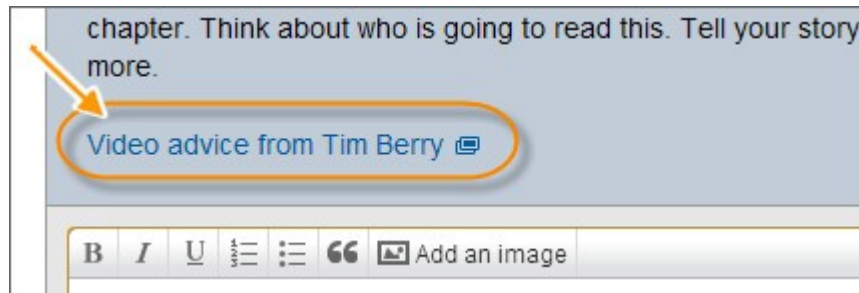 chapter. Think about who is going to read this. Tell your story
more.
Video advice from Tim Berry
B I U Add an image